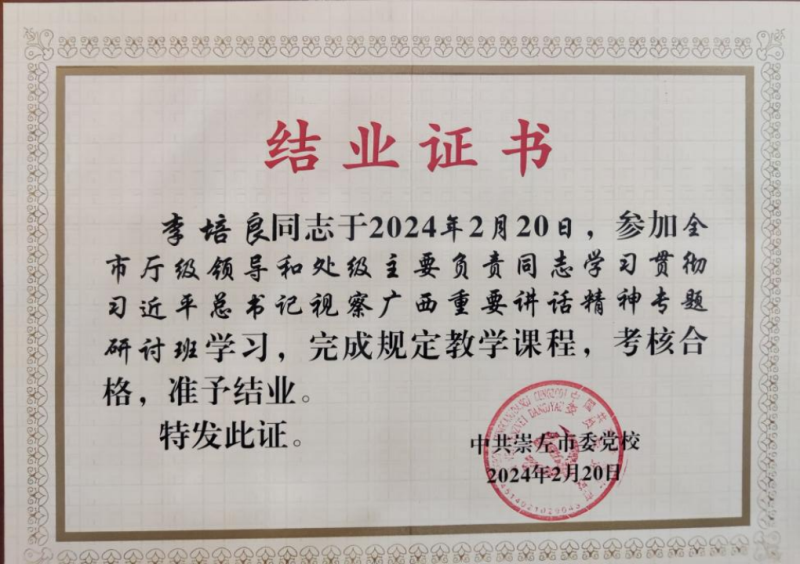 结业证书
李培良同志于2024年2月20日，参加全
市厅级领导和处级主要负责同志学习贯彻
习近平总书记视察广西重要讲话精神专题
研讨班学习，完成规定教学课程，考核合
格，准予结业。
特发此证。
中共崇左市委党校
2024年2月20日